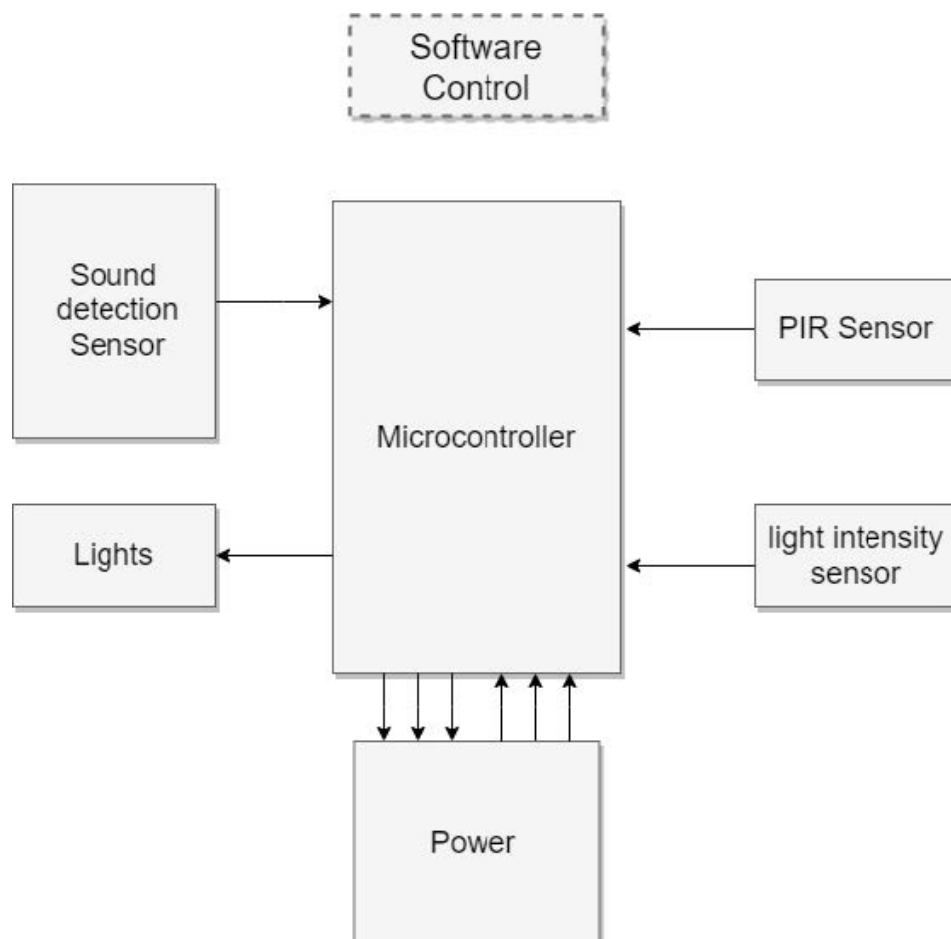 Software
Control
Sound
detection
Sensor
PIR Sensor
Microcontroller
Lights
light intensity
sensor
Power